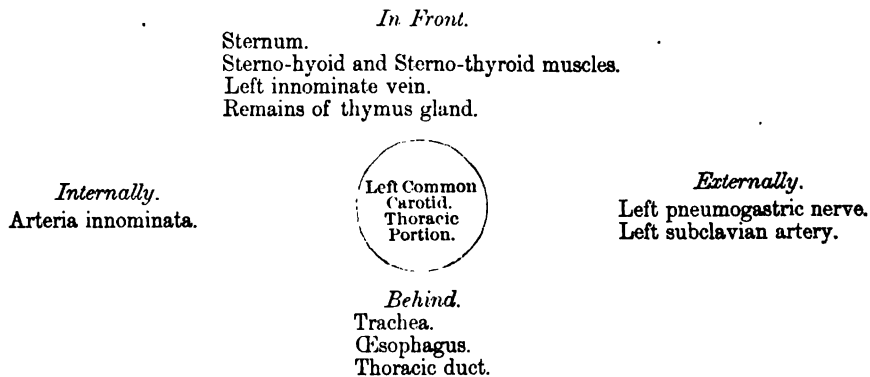 In Front.
Sternum.
Sterno-hyoid and Sterno-thyroid muscles.
Left innominate vein.
Remains of thymus gland.
Internally.
Arteria innominata.
Left Common
Carotid.
Thoracic
Portion.
Externally.
Left pneumogastric nerve.
Left subclavian artery.
Behind.
Trachea.
Œsophagus.
Thoracic duct.